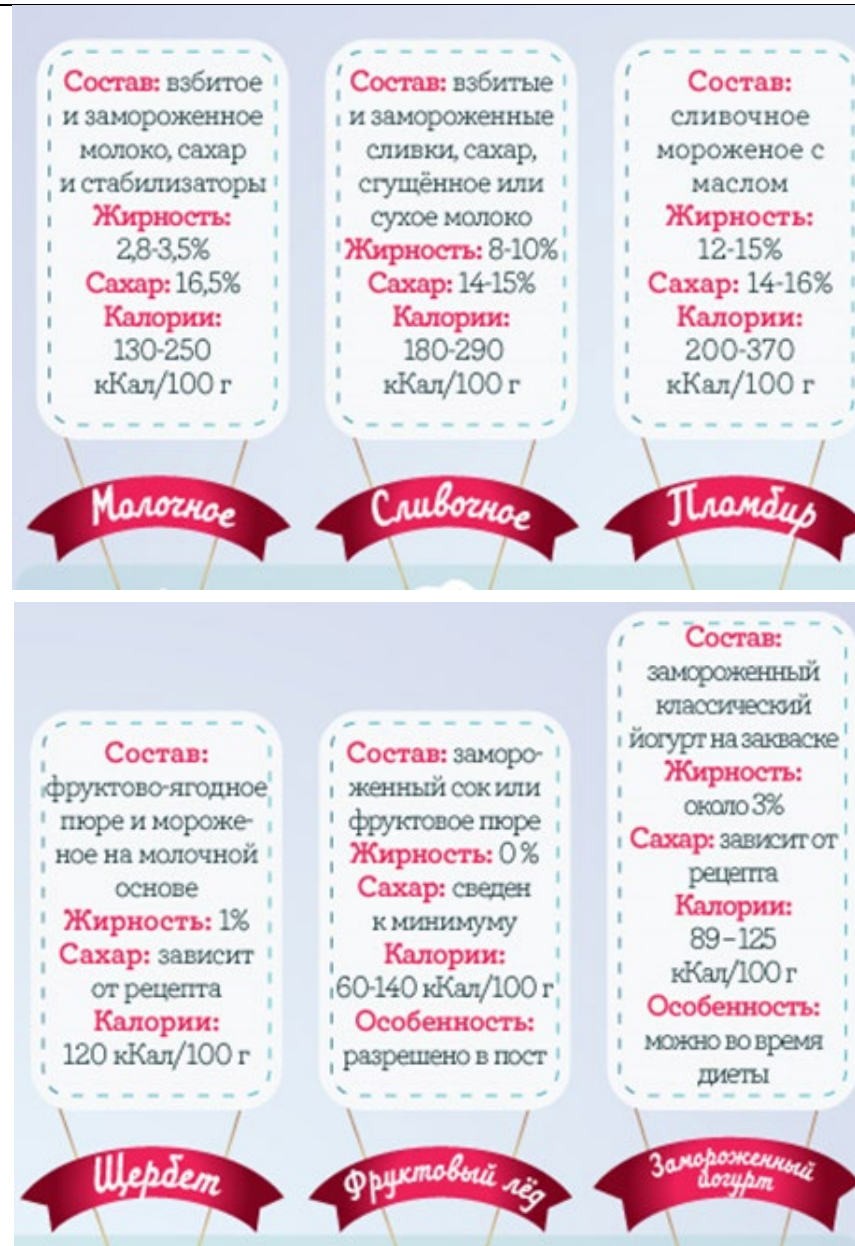 Состав: взбитое
и замороженное
молоко, сахар
и стабилизаторы
Жирность:
2,8-3,5%
Сахар: 16,5%
Калории:
130-250
кКал/100 г
Молочное
Состав: взбитые
и замороженные
сливки, сахар,
сгущённое или
сухое молоко
Жирность: 8-10%
Сахар: 14-15%
Калории:
180-290
кКал/100 г
Сливочное
Состав:
сливочное
мороженое с
маслом
Жирность:
12-15%
Сахар: 14-16%
Калории:
200-370
кКал/100 г
Пломбир
Состав:
фруктово-ягодное
пюре и мороже-
ное на молочной
основе
Жирность: 1%
Сахар: зависит
от рецепта
Калории:
120 кКал/100 г
Щербет
Состав: заморо-
женный сок или
фруктовое пюре
Жирность: 0%
Сахар: сведен
к минимуму
Калории:
60-140 кКал/100 г
Особенность:
разрешено в пост
Фруктовый лёд
Состав:
замороженный
классический
йогурт на закваске
Жирность:
около 3%
Сахар: зависит от
рецепта
Калории:
89–125
кКал/100 г
Особенность:
можно во время
диеты
Замороженный
йогурт